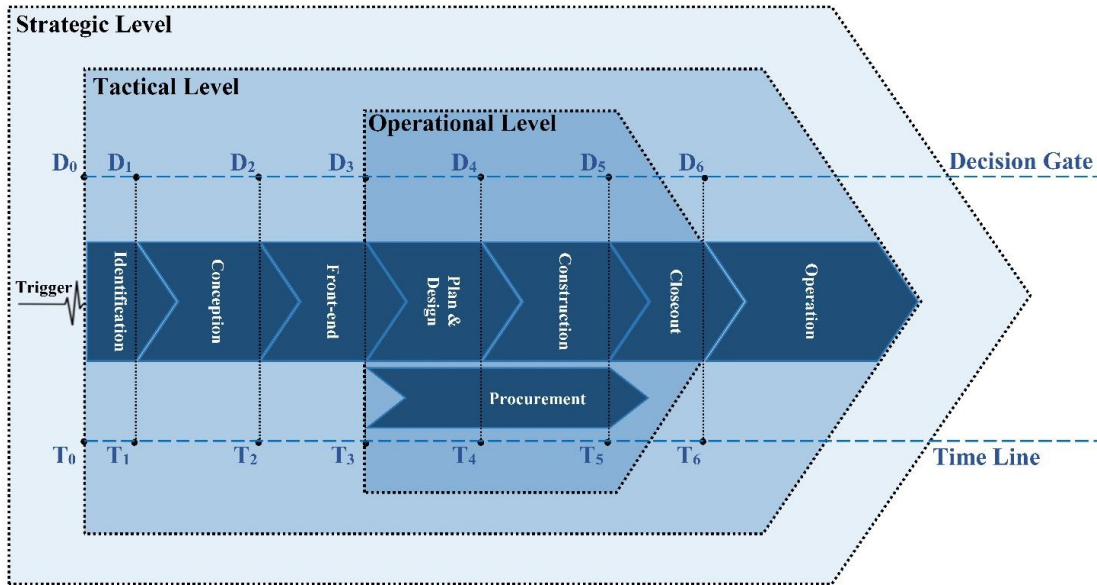 Strategic Level
Tactical Level
Operational Level
D₀ D₁ D₂ D₃ D₄ D₅ D₆ Decision Gate
Trigger
Identification
Conception
Front-end
Plan &
Design
Construction
Closeout
Operation
Procurement
T₀ T₁ T₂ T₃ T₄ T₅ T₆ Time Line